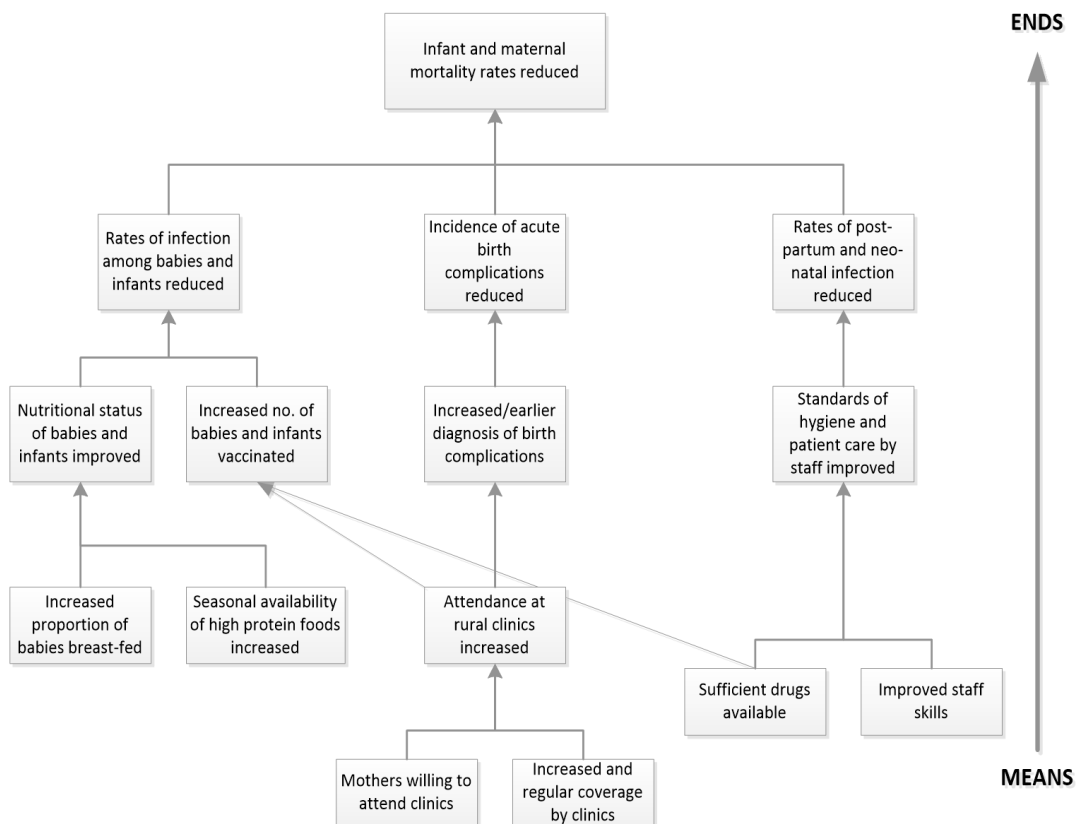 ENDS
Infant and maternal
mortality rates reduced
Rates of infection
among babies and
infants reduced
Incidence of acute
birth
complications
reduced
Rates of post-
partum and neo-
natal infection
reduced
Nutritional status
of babies and
infants improved
Increased no. of
babies and infants
vaccinated
Increased/earlier
diagnosis of birth
complications
Standards of
hygiene and
patient care by
staff improved
Increased
proportion of
babies breast-fed
Seasonal availability
of high protein foods
increased
Attendance at
rural clinics
increased
Sufficient drugs
available
Improved staff
skills
Mothers willing to
attend clinics
Increased and
regular coverage
by clinics
MEANS